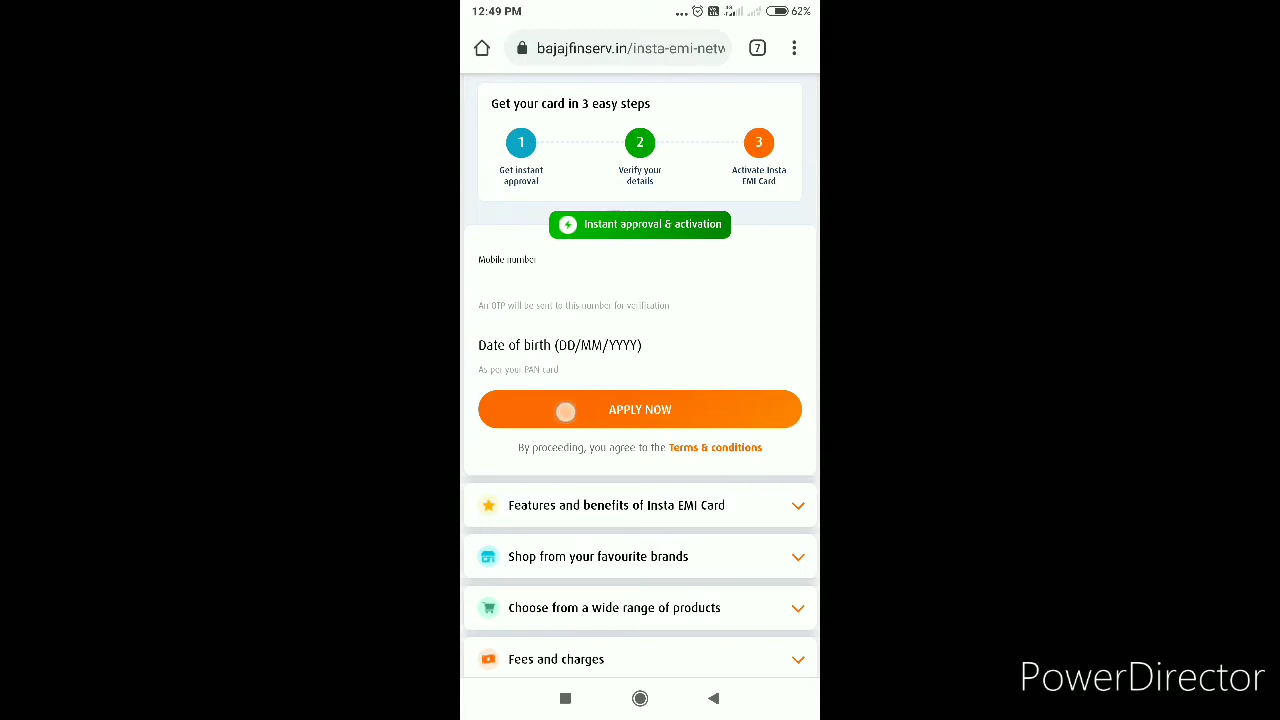 12:49 PM
62%
bajajfinserv.in/insta-emi-netw
7
Get your card in 3 easy steps
1
2
3
Get instant
approval
Verify your
details
Activate Insta
EMI Card
Instant approval & activation
Mobile number
An OTP will be sent to this number for verification
Date of birth (DD/MM/YYYY)
As per your PAN card
APPLY NOW
By proceeding, you agree to the Terms & conditions
Features and benefits of Insta EMI Card
Shop from your favourite brands
Choose from a wide range of products
Fees and charges
PowerDirector